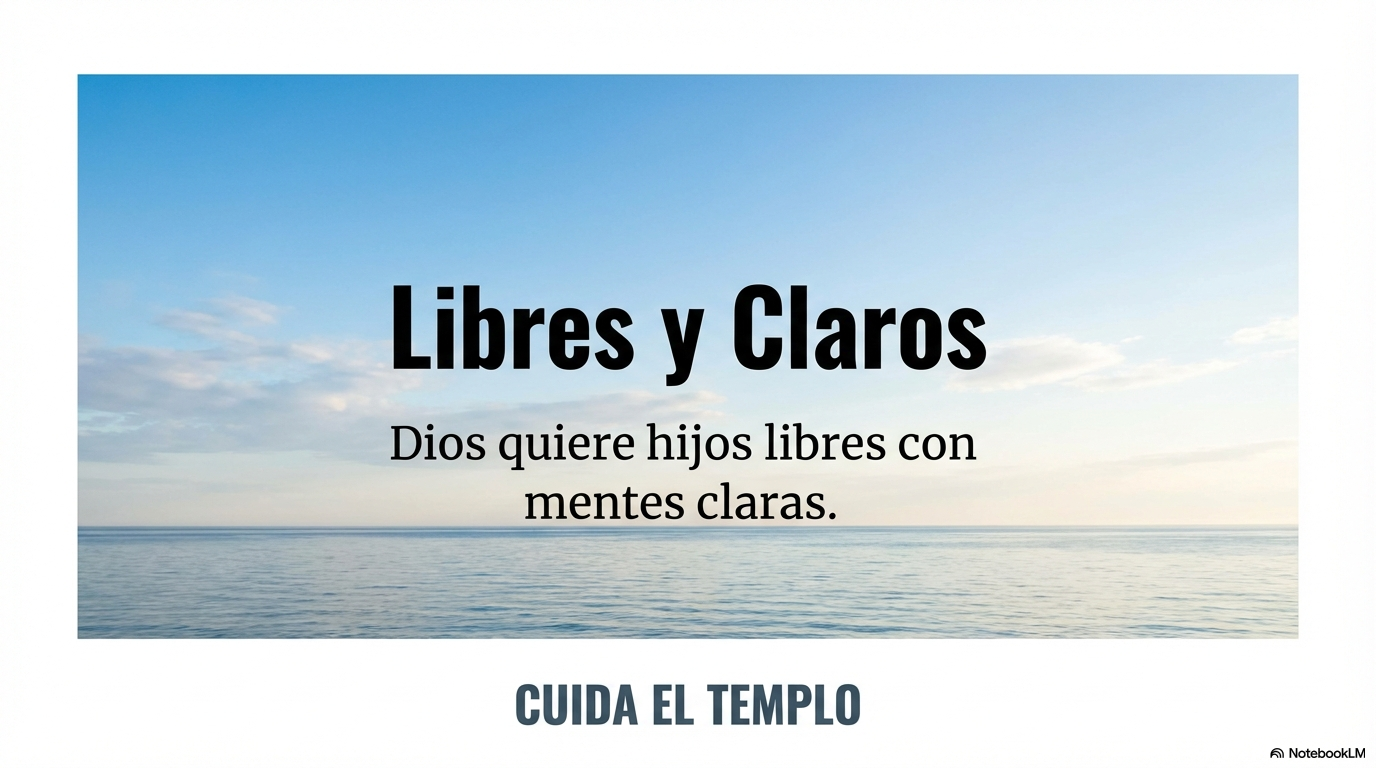 Libres y Claros
Dios quiere hijos libres con
mentes claras.
CUIDA EL TEMPLO
NotebookLM